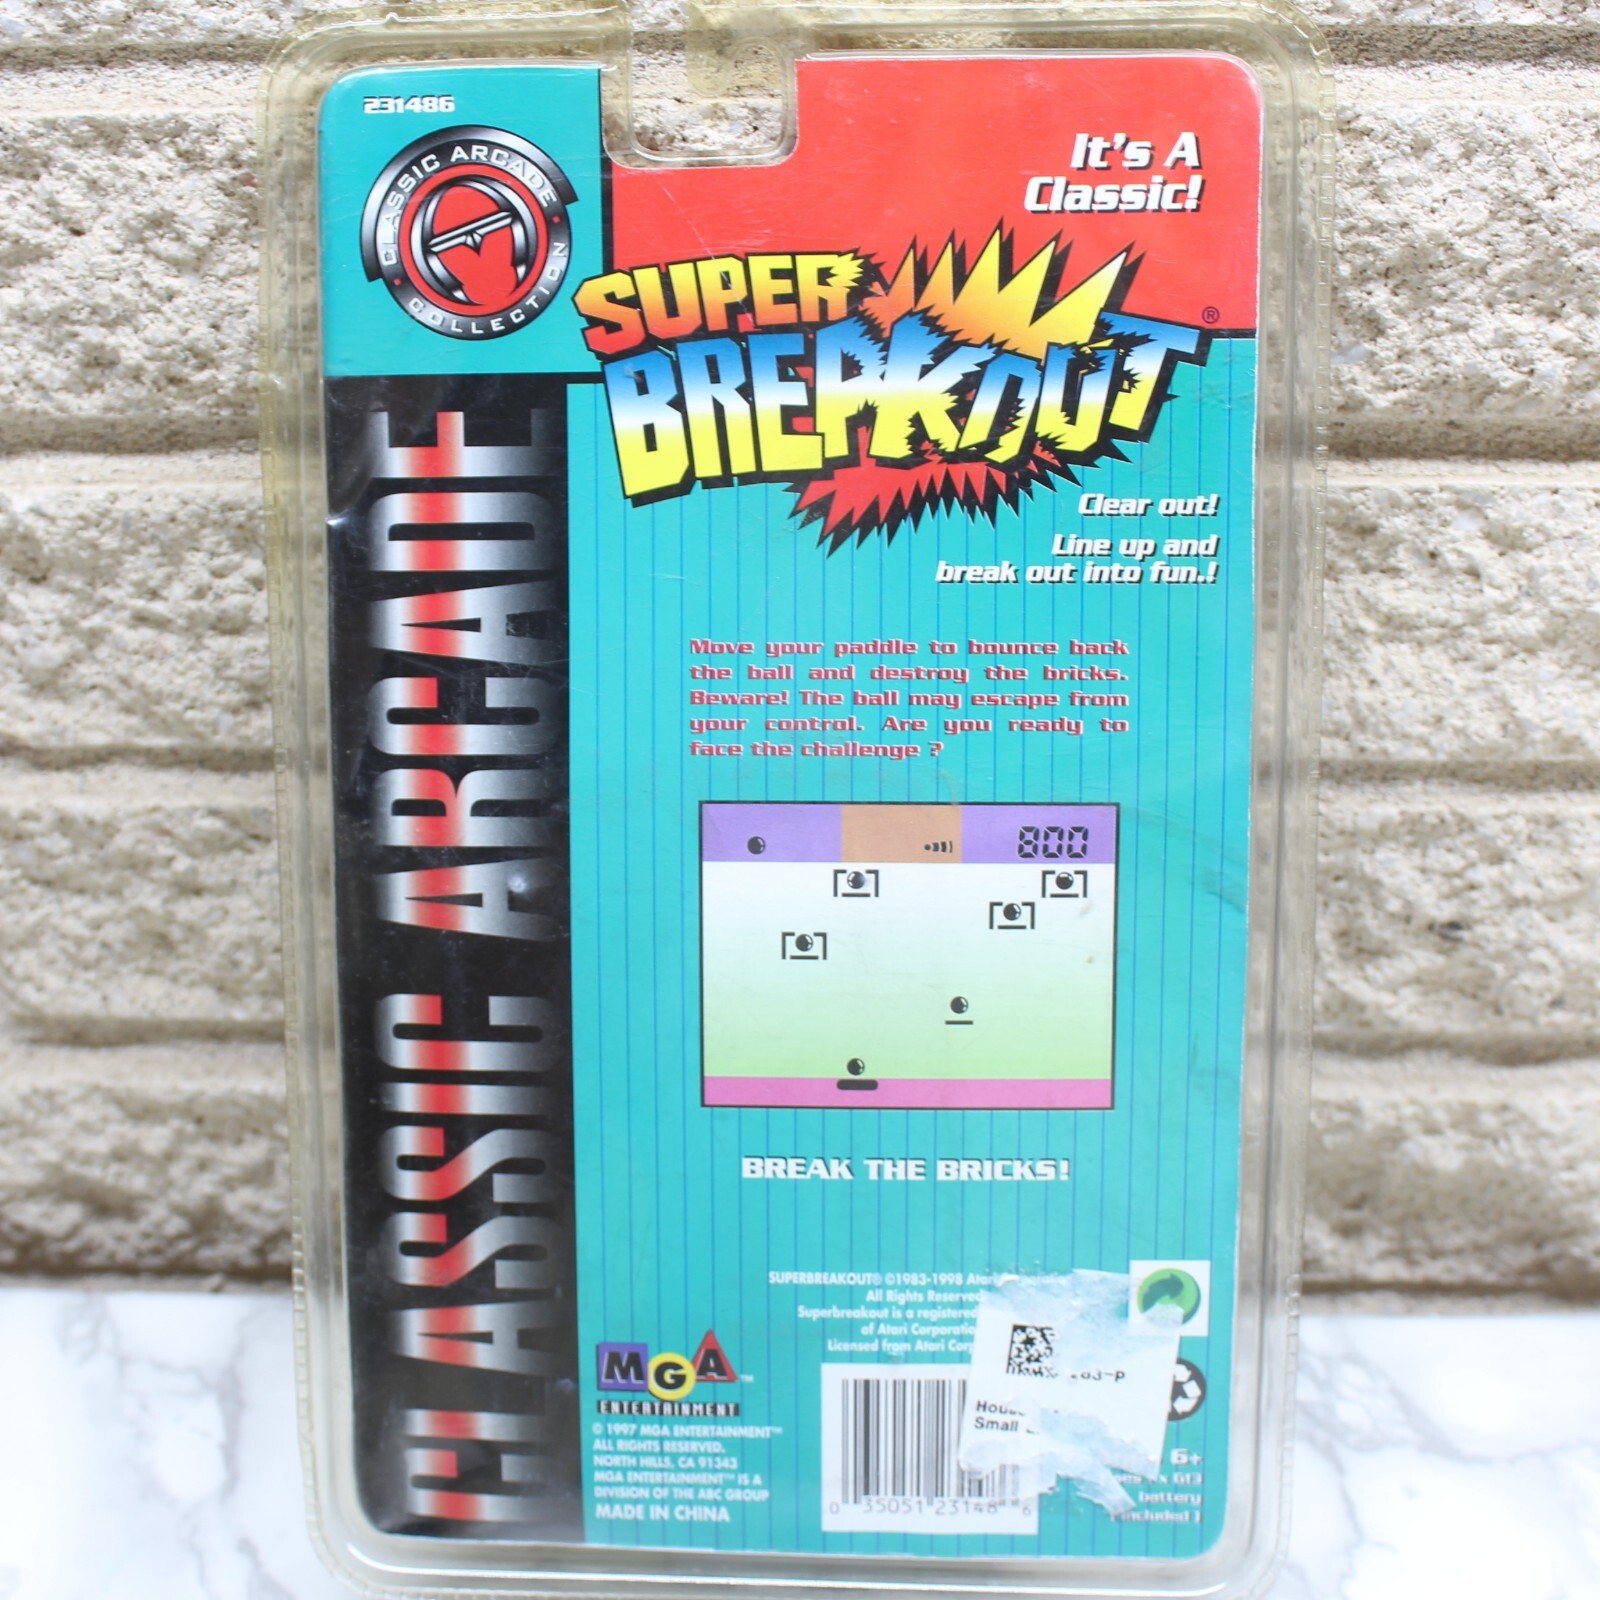 231486
CLASSIC ARCADE
COLLECTION
It's A
Classic!
SUPER
BREAKOUT®
Clear out!
Line up and
break out into fun.!
CLASSIC ARCADE
Move your paddle to bounce back
the ball and destroy the bricks.
Beware! The ball may escape from
your control. Are you ready to
face the challenge ?
800
BREAK THE BRICKS!
SUPERBREAKOUT® ©1983-1998 Atari
All Rights Reserved
Superbreakout is a registered
of Atari
Licensed from Atari
MGA™
ENTERTAINMENT
© 1997 MGA ENTERTAINMENT™
ALL RIGHTS RESERVED.
NORTH HILLS, CA 91343
MGA ENTERTAINMENT™ IS A
DIVISION OF THE ABC GROUP
MADE IN CHINA
Small
0 35051 23148 6
6+
battery